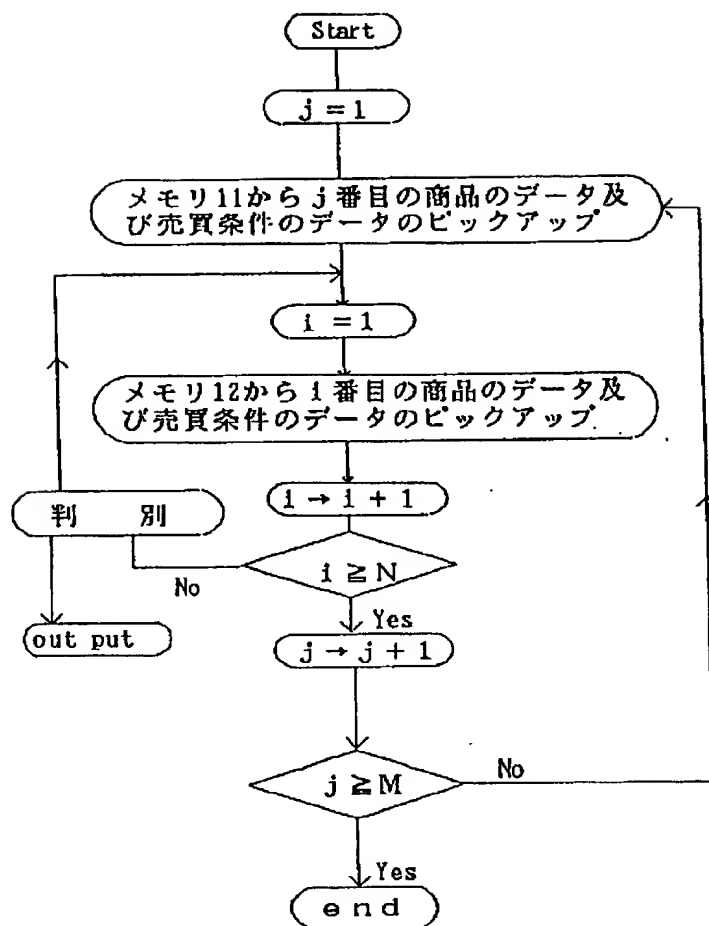 Start
j=1
メモリ11からj番目の商品のデータ及
び売買条件のデータのピックアップ
i=1
メモリ12からi番目の商品のデータ及
び売買条件のデータのピックアップ
i→i+1
判 別
i≧N
No
Yes
out put
j→j+1
j≧M
No
Yes
end